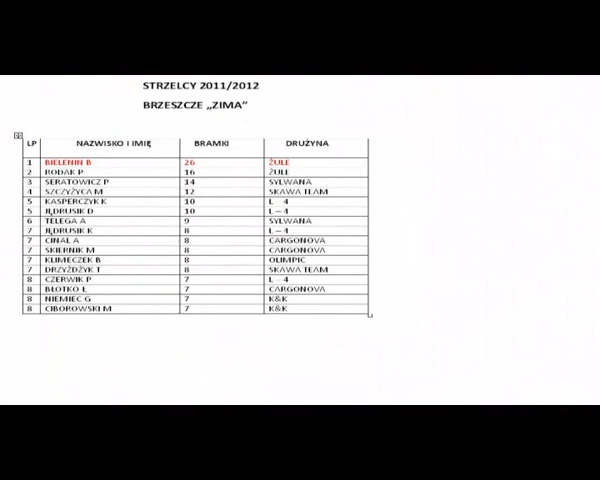 STRZELCY 2011/2012
BRZESZCZE „ZIMA”
LP NAZWISKO I IMIĘ BRAMKI DRUŻYNA
1 BIELENIN B 26 ŻULE
2 RODAK P 16 ŻULE
3 SERATOWICZ P 14 SYLWANA
4 SZCZYŻYCA M 12 SKAWA TEAM
5 KASPERCZYK K 10 L – 4
5 JĘDRUSIK D 10 L – 4
6 TELEGA A 9 SYLWANA
7 JĘDRUSIK K 8 L – 4
7 CINAL A 8 CARGONOVA
7 SKIERNIK M 8 CARGONOVA
7 KLIMECZEK B 8 OLIMPIC
7 DRZYŻDŻYK T 8 SKAWA TEAM
8 CZERWIK P 7 L – 4
8 BŁOTKO Ł 7 CARGONOVA
8 NIEMIEC G 7 K&K
8 CIBOROWSKI M 7 K&K